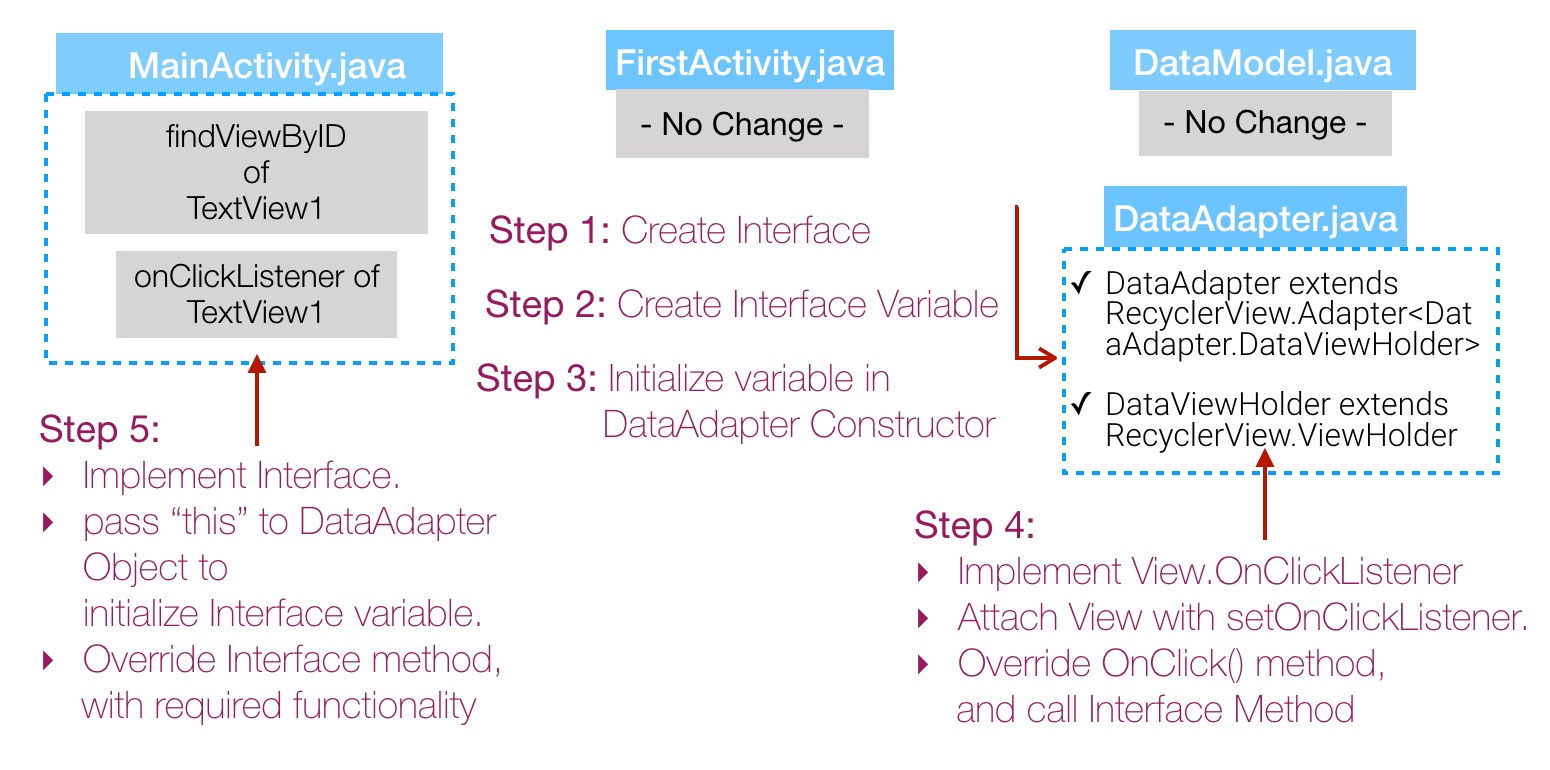 MainActivity.java
findViewByID
of
TextView1
onClickListener of
TextView1
Step 5:
‣ Implement Interface.
‣ pass “this” to DataAdapter
Object to
initialize Interface variable.
‣ Override Interface method,
with required functionality
FirstActivity.java
- No Change -
Step 1: Create Interface
Step 2: Create Interface Variable
Step 3: Initialize variable in
DataAdapter Constructor
DataModel.java
- No Change -
DataAdapter.java
✓ DataAdapter extends
RecyclerView.Adapter<Dat
aAdapter.DataViewHolder>
✓ DataViewHolder extends
RecyclerView.ViewHolder
Step 4:
‣ Implement View.OnClickListener
‣ Attach View with setOnClickListener.
‣ Override OnClick() method,
and call Interface Method